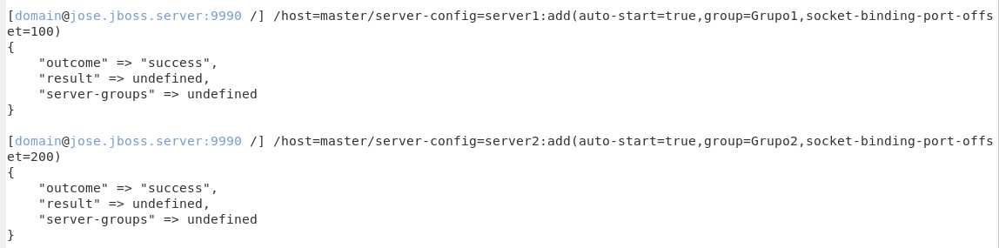 [domain@jose.jboss.server:9990 /] /host=master/server-config=server1:add(auto-start=true,group=Grupo1,socket-binding-port-offs
et=100)
{
    "outcome" => "success",
    "result" => undefined,
    "server-groups" => undefined
}

[domain@jose.jboss.server:9990 /] /host=master/server-config=server2:add(auto-start=true,group=Grupo2,socket-binding-port-offs
et=200)
{
    "outcome" => "success",
    "result" => undefined,
    "server-groups" => undefined
}